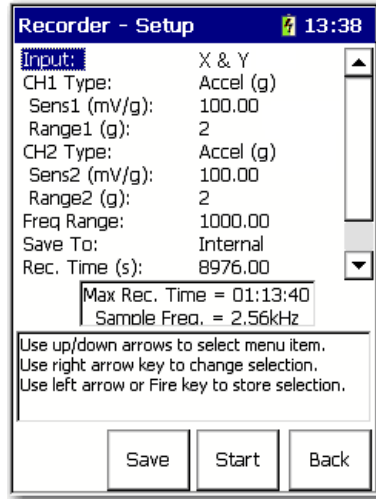 Recorder - Setup 13:38
Input: X & Y
CH1 Type: Accel (g)
Sens1 (mV/g): 100.00
Range1 (g): 2
CH2 Type: Accel (g)
Sens2 (mV/g): 100.00
Range2 (g): 2
Freq Range: 1000.00
Save To: Internal
Rec. Time (s): 8976.00
Max Rec. Time = 01:13:40
Sample Freq. = 2.56kHz
Use up/down arrows to select menu item.
Use right arrow key to change selection.
Use left arrow or Fire key to store selection.
Save Start Back